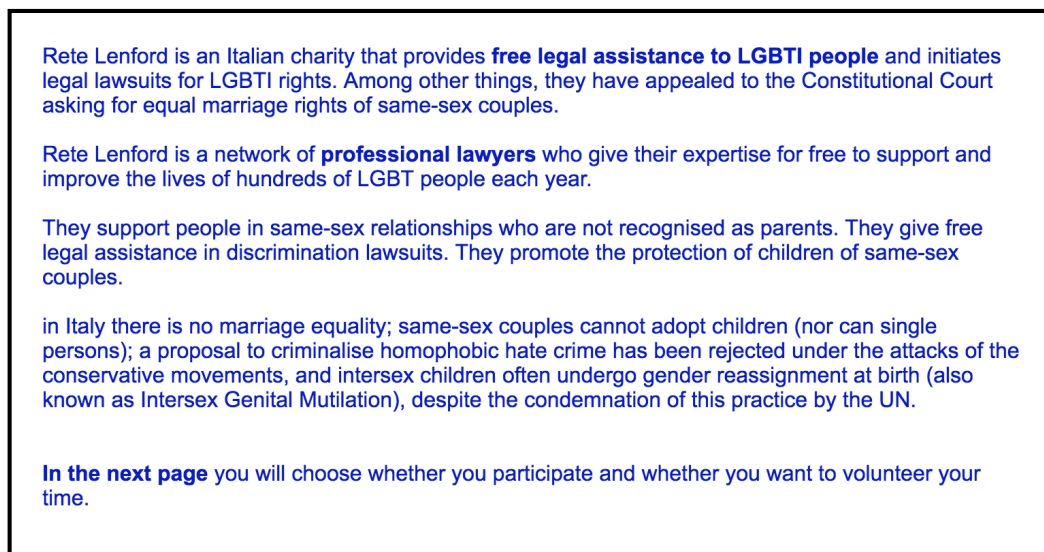 Rete Lenford is an Italian charity that provides free legal assistance to LGBTI people and initiates
legal lawsuits for LGBTI rights. Among other things, they have appealed to the Constitutional Court
asking for equal marriage rights of same-sex couples.
Rete Lenford is a network of professional lawyers who give their expertise for free to support and
improve the lives of hundreds of LGBT people each year.
They support people in same-sex relationships who are not recognised as parents. They give free
legal assistance in discrimination lawsuits. They promote the protection of children of same-sex
couples.
in Italy there is no marriage equality; same-sex couples cannot adopt children (nor can single
persons); a proposal to criminalise homophobic hate crime has been rejected under the attacks of the
conservative movements, and intersex children often undergo gender reassignment at birth (also
known as Intersex Genital Mutilation), despite the condemnation of this practice by the UN.
In the next page you will choose whether you participate and whether you want to volunteer your
time.